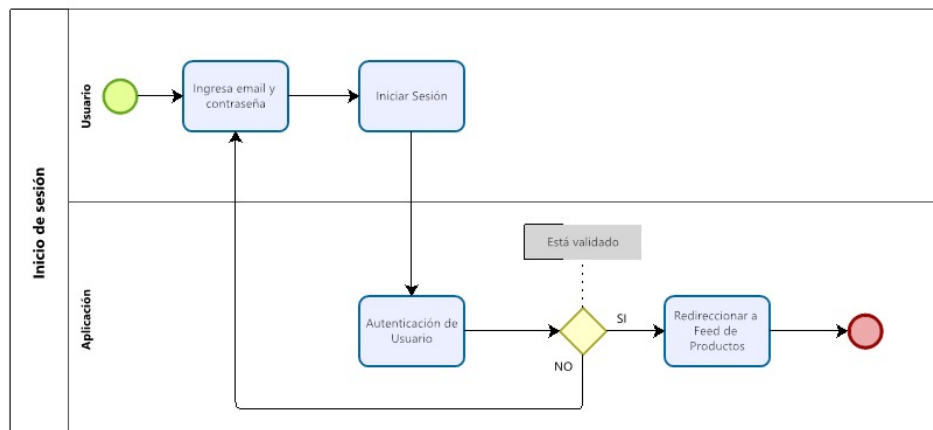 Inicio de sesión
Usuario
Ingresa email y
contraseña
Iniciar Sesión
Aplicación
Está validado
Autenticación de
Usuario
SI
NO
Redireccionar a
Feed de
Productos